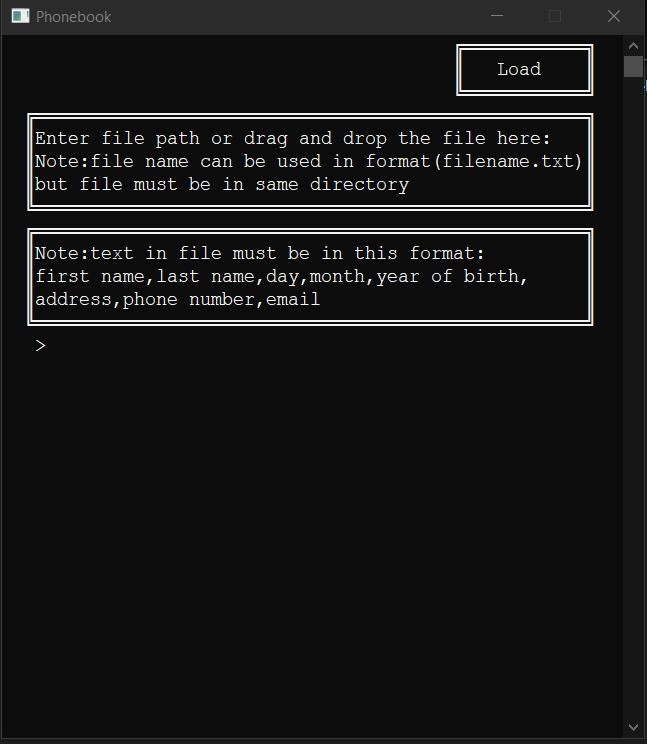 Phonebook
Load
Enter file path or drag and drop the file here:
Note:file name can be used in format(filename.txt)
but file must be in same directory
Note:text in file must be in this format:
first name,last name,day,month,year of birth,
address,phone number,email
>